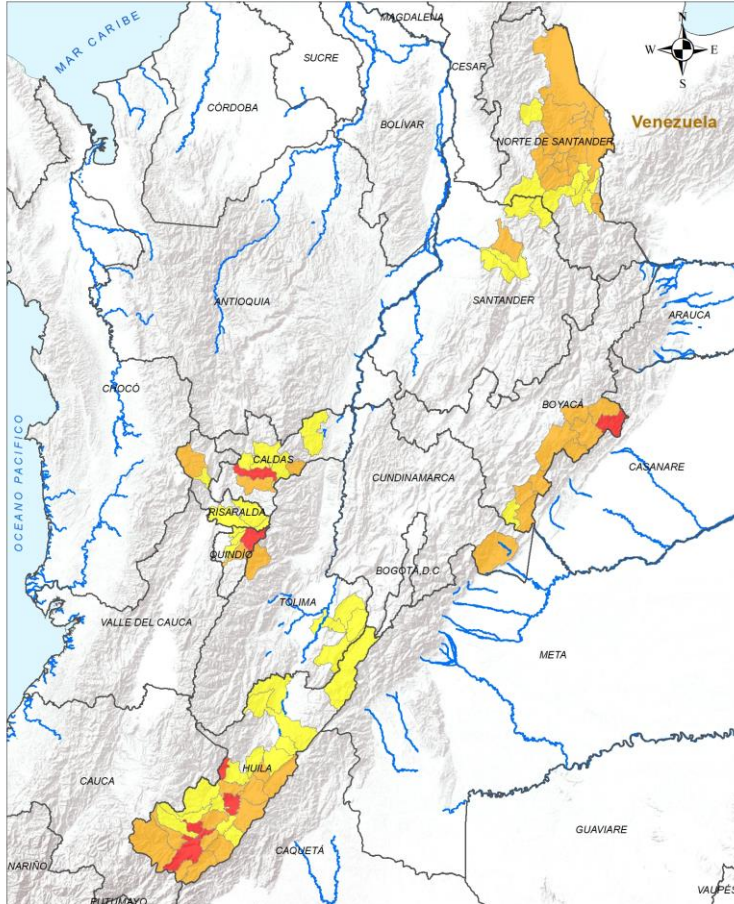 MAGDALENA
N
MAR CARIBE
W
E
SUCRE
CESAR
S
CÓRDOBA
BOLÍVAR
Venezuela
NORTE DE SANTANDER
ANTIOQUIA
SANTANDER
ARAUCA
CHOCÓ
BOYACÁ
CALDAS
CUNDINAMARCA
CASANARE
OCEANO PACIFICO
RISARALDA
QUINDÍO
BOGOTÁ, D.C
TOLIMA
VALLE DEL CAUCA
META
HUILA
CAUCA
GUAVIARE
CAQUETÁ
NARIÑO
VAUPÉS
PUTUMAYO